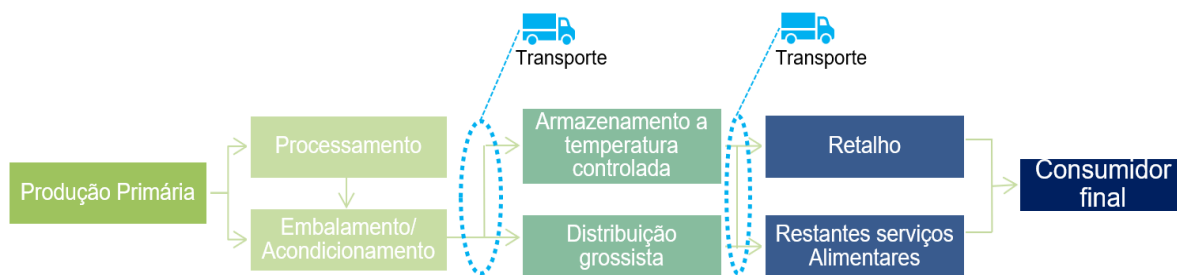 Transporte
Transporte
Produção Primária
Processamento
Embalamento/
Acondicionamento
Armazenamento a
temperatura
controlada
Distribuição
grossista
Retalho
Restantes serviços
Alimentares
Consumidor
final